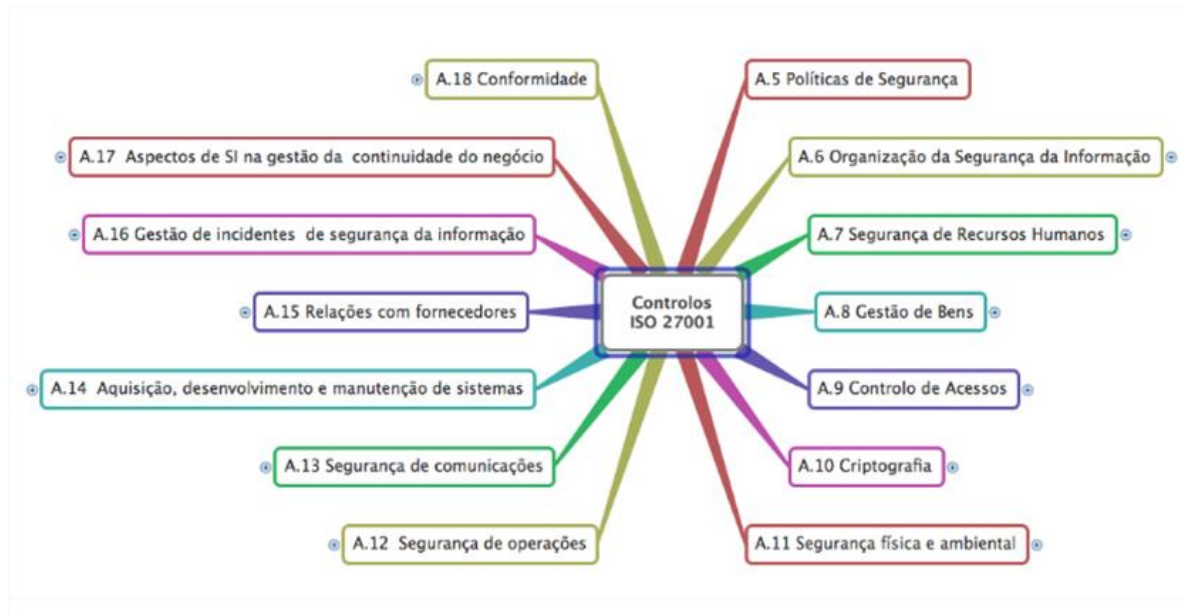 A.18 Conformidade
A.17 Aspectos de SI na gestão da continuidade do negócio
A.16 Gestão de incidentes de segurança da informação
A.15 Relações com fornecedores
A.14 Aquisição, desenvolvimento e manutenção de sistemas
A.13 Segurança de comunicações
A.12 Segurança de operações
Controlos
ISO 27001
A.5 Políticas de Segurança
A.6 Organização da Segurança da Informação
A.7 Segurança de Recursos Humanos
A.8 Gestão de Bens
A.9 Controlo de Acessos
A.10 Criptografia
A.11 Segurança física e ambiental